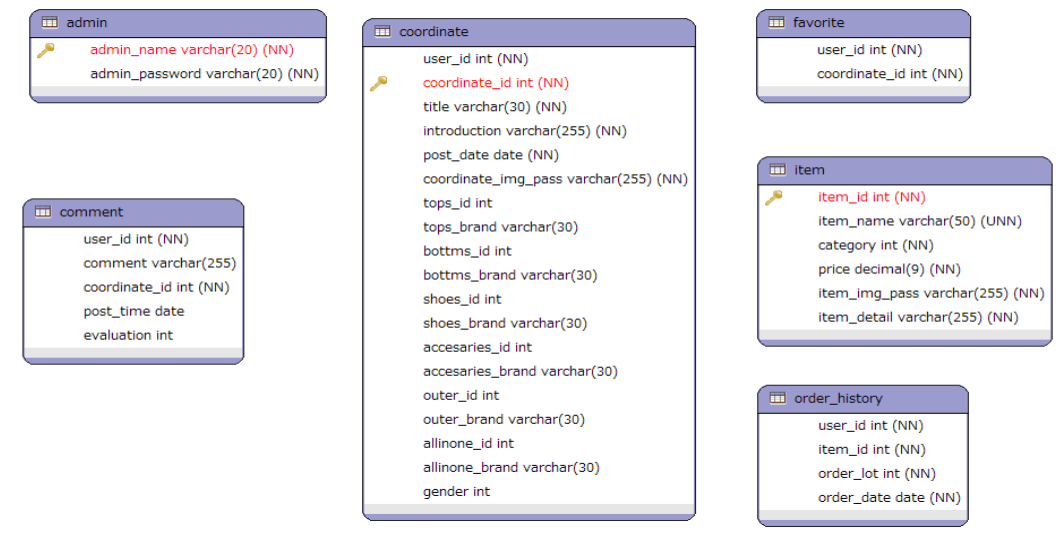 admin
admin_name varchar(20) (NN)
admin_password varchar(20) (NN)
comment
user_id int (NN)
comment varchar(255)
coordinate_id int (NN)
post_time date
evaluation int
coordinate
user_id int (NN)
coordinate_id int (NN)
title varchar(30) (NN)
introduction varchar(255) (NN)
post_date date (NN)
coordinate_img_pass varchar(255) (NN)
tops_id int
tops_brand varchar(30)
bottms_id int
bottms_brand varchar(30)
shoes_id int
shoes_brand varchar(30)
accesaries_id int
accesaries_brand varchar(30)
outer_id int
outer_brand varchar(30)
allinone_id int
allinone_brand varchar(30)
gender int
favorite
user_id int (NN)
coordinate_id int (NN)
item
item_id int (NN)
item_name varchar(50) (UNN)
category int (NN)
price decimal(9) (NN)
item_img_pass varchar(255) (NN)
item_detail varchar(255) (NN)
order_history
user_id int (NN)
item_id int (NN)
order_lot int (NN)
order_date date (NN)